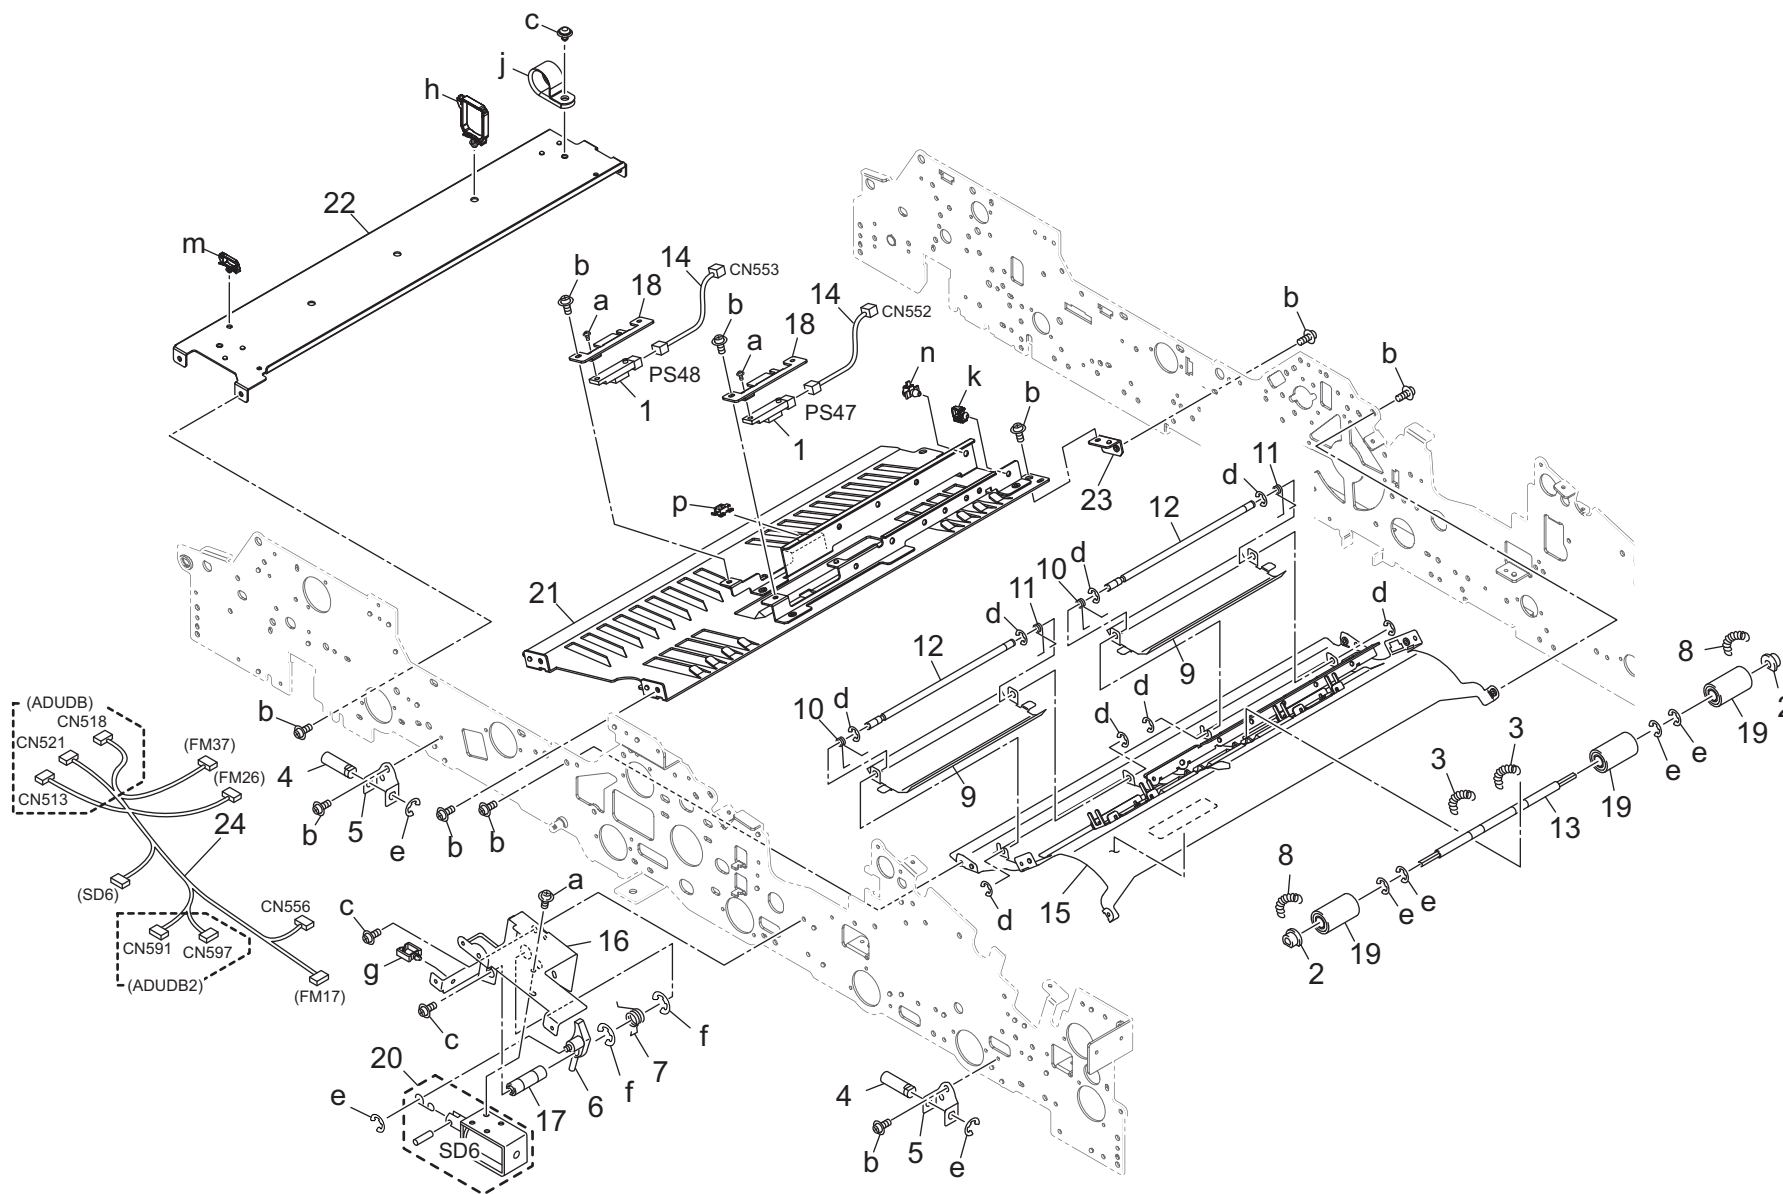 c
j
h
22
m
b
14
CN553
a
18
b
14
CN552
a
18
PS48
1
n
k
b
PS47
1
b
b
23
p
21
11
d
12
d
10
11
d
12
9
d
d
10
d
d
9
8
2
19
e
e
3
3
19
13
8
e
e
19
2
15
d
(ADUDB)
CN518
CN521
(FM37)
(FM26)
CN513
24
(SD6)
CN556
CN591
CN597
(ADUDB2)
(FM17)
b
4
b
5
e
b
b
a
c
16
g
c
f
7
f
6
17
20
e
SD6
4
5
b
e